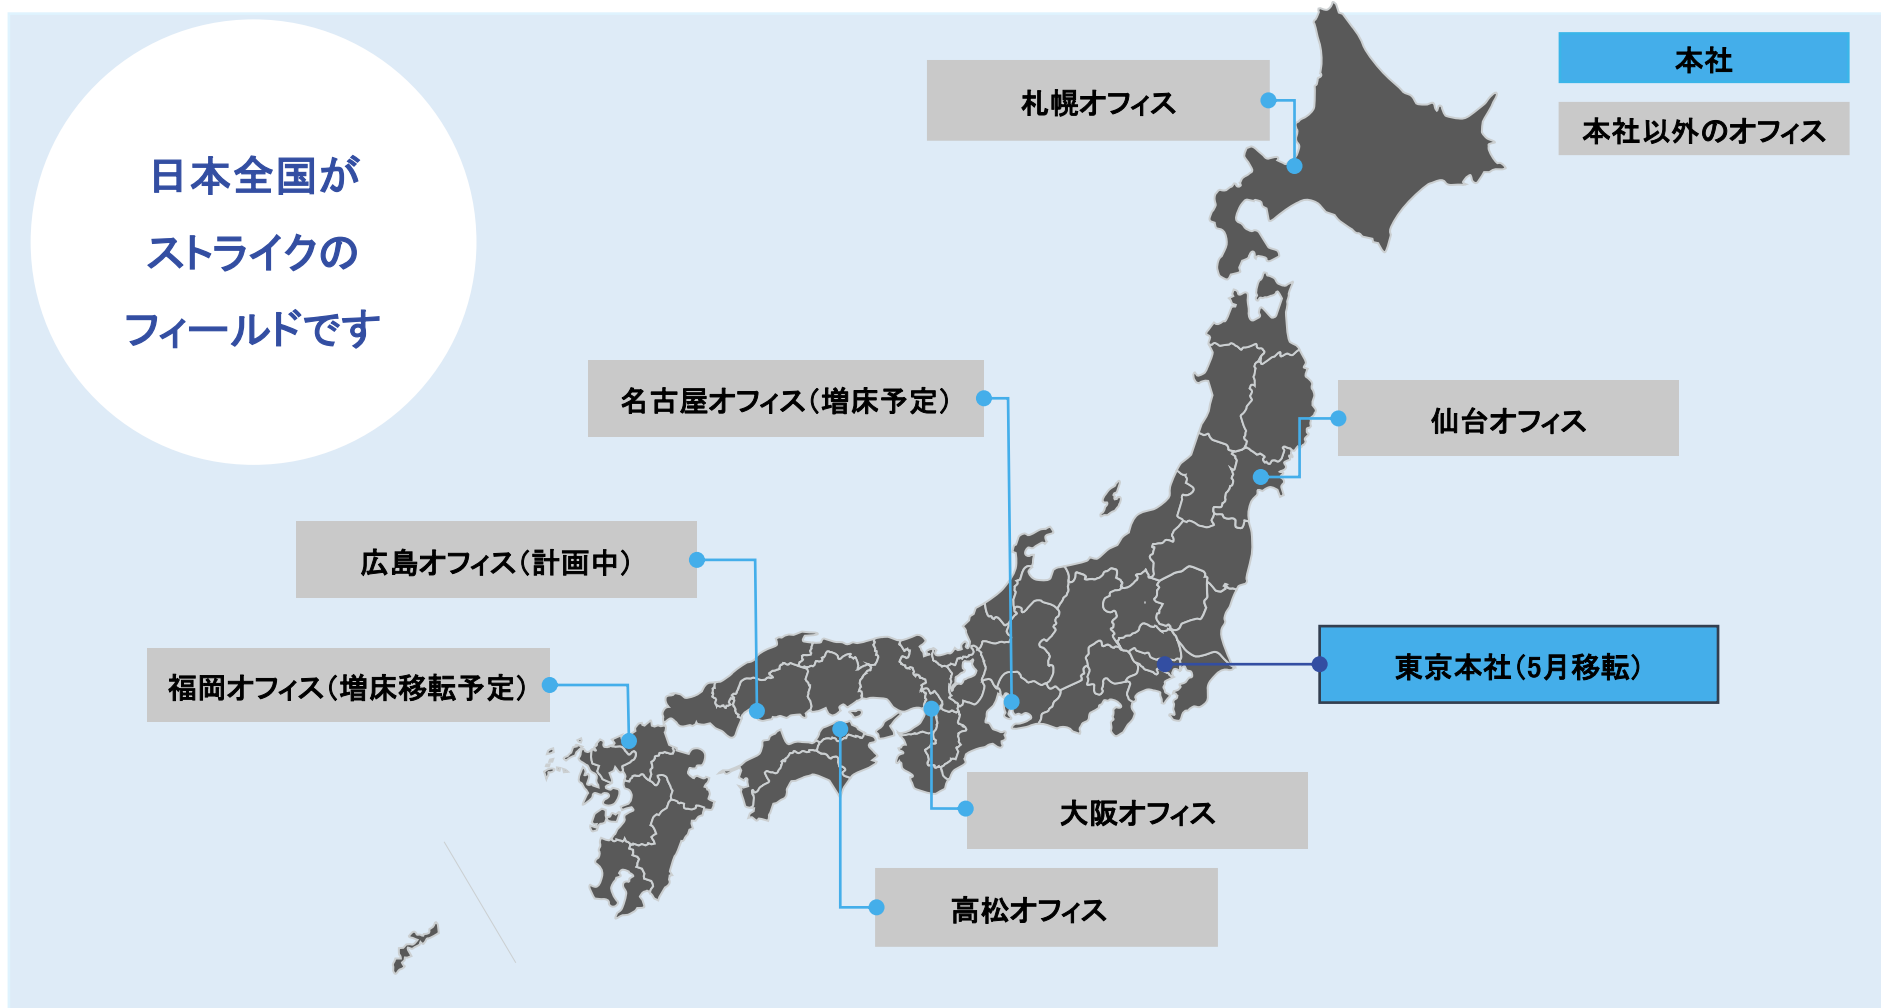 日本全国が
ストライクの
フィールドです
本社
本社以外のオフィス
札幌オフィス
名古屋オフィス（増床予定）
仙台オフィス
広島オフィス（計画中）
東京本社（5月移転）
福岡オフィス（増床移転予定）
大阪オフィス
高松オフィス